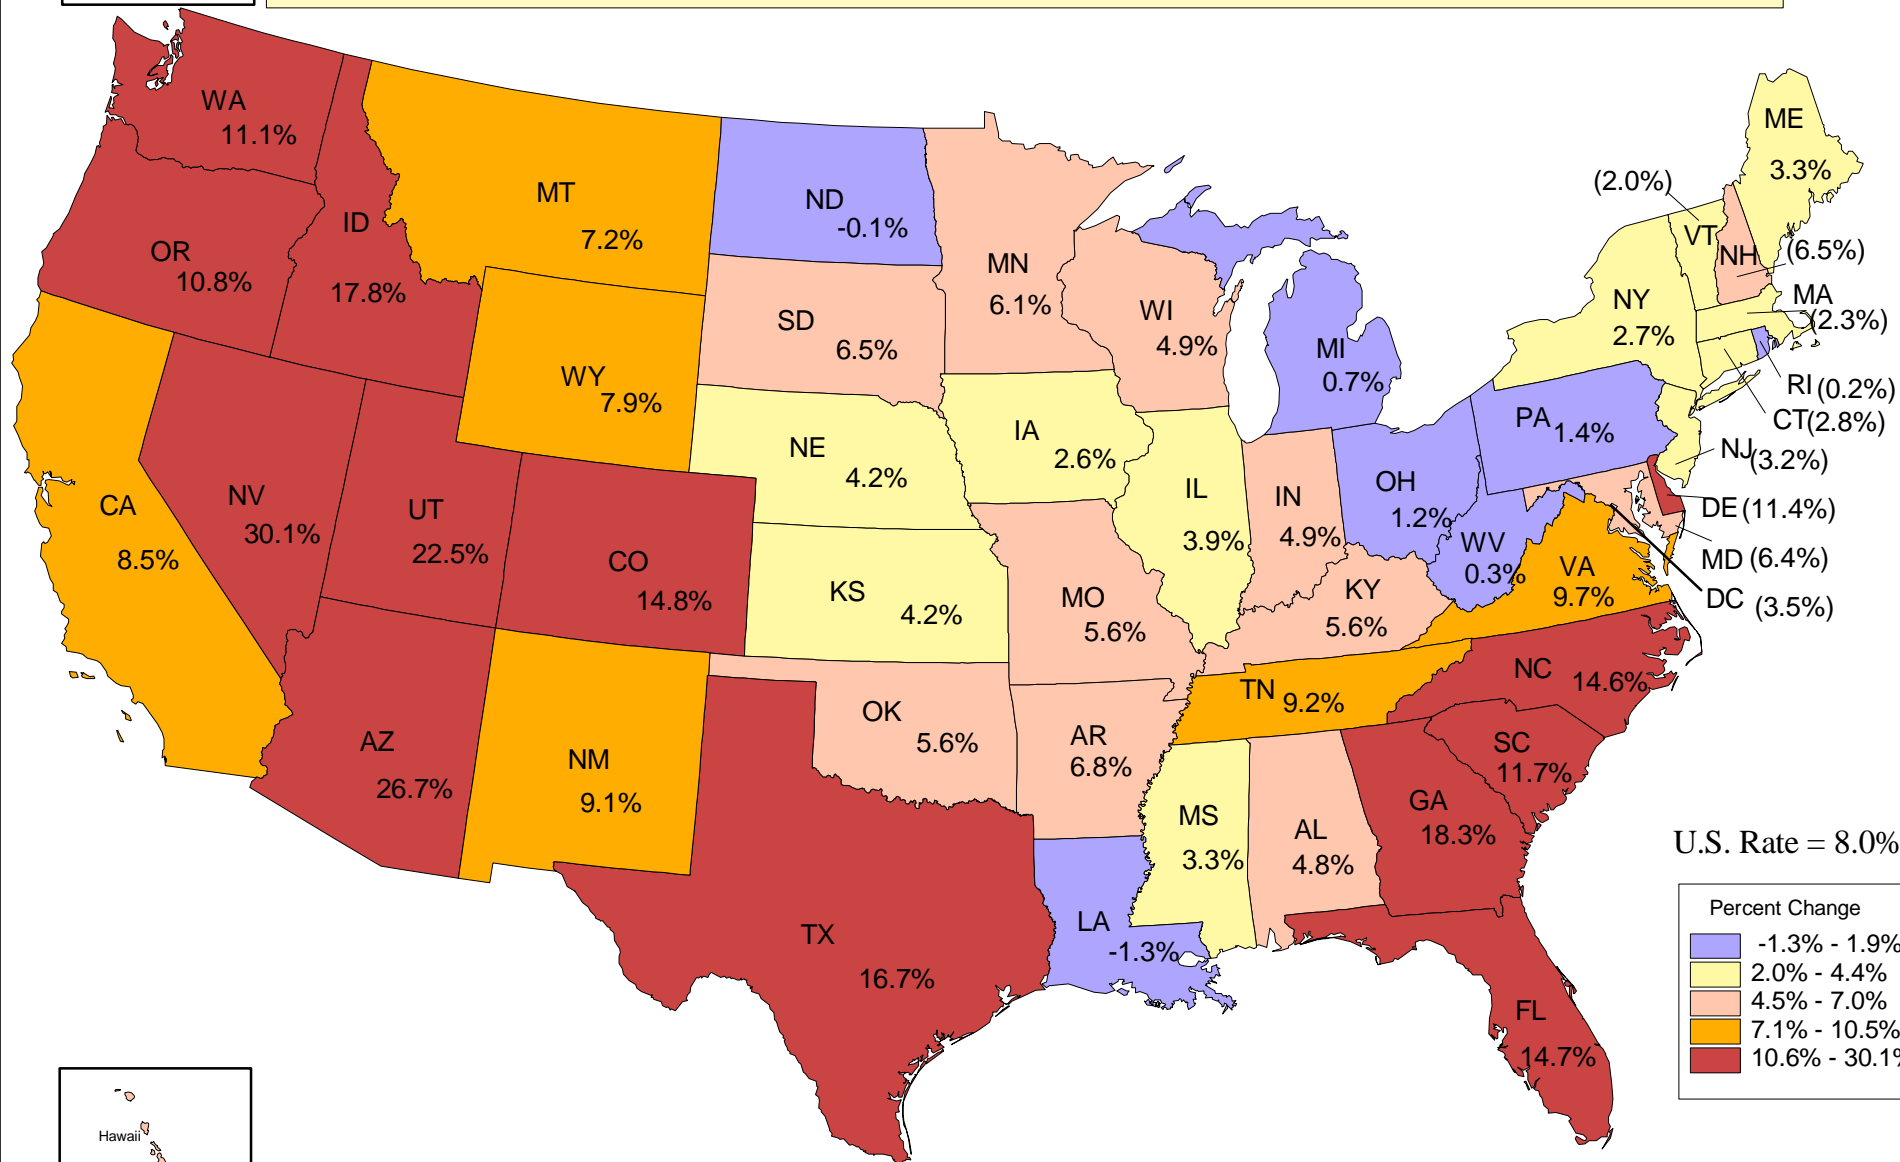 WA
11.1%
OR
10.8%
ID
17.8%
MT
7.2%
ND
-0.1%
MN
6.1%
SD
6.5%
WY
7.9%
WI
4.9%
MI
0.7%
ME
3.3%
(2.0%)
VT
NH
(6.5%)
NY
2.7%
MA
(2.3%)
RI (0.2%)
CT(2.8%)
NJ(3.2%)
PA 1.4%
DE (11.4%)
MD (6.4%)
DC (3.5%)
CA
8.5%
NV
30.1%
UT
22.5%
CO
14.8%
NE
4.2%
IA
2.6%
IL
3.9%
IN
4.9%
OH
1.2%
WV
0.3%
VA
9.7%
KS
4.2%
MO
5.6%
KY
5.6%
TN 9.2%
NC 14.6%
SC
11.7%
AZ
26.7%
NM
9.1%
OK
5.6%
AR
6.8%
MS
3.3%
AL
4.8%
GA
18.3%
TX
16.7%
LA
-1.3%
FL
14.7%
U.S. Rate = 8.0%
Percent Change
-1.3% - 1.9%
2.0% - 4.4%
4.5% - 7.0%
7.1% - 10.5%
10.6% - 30.1%
Hawaii